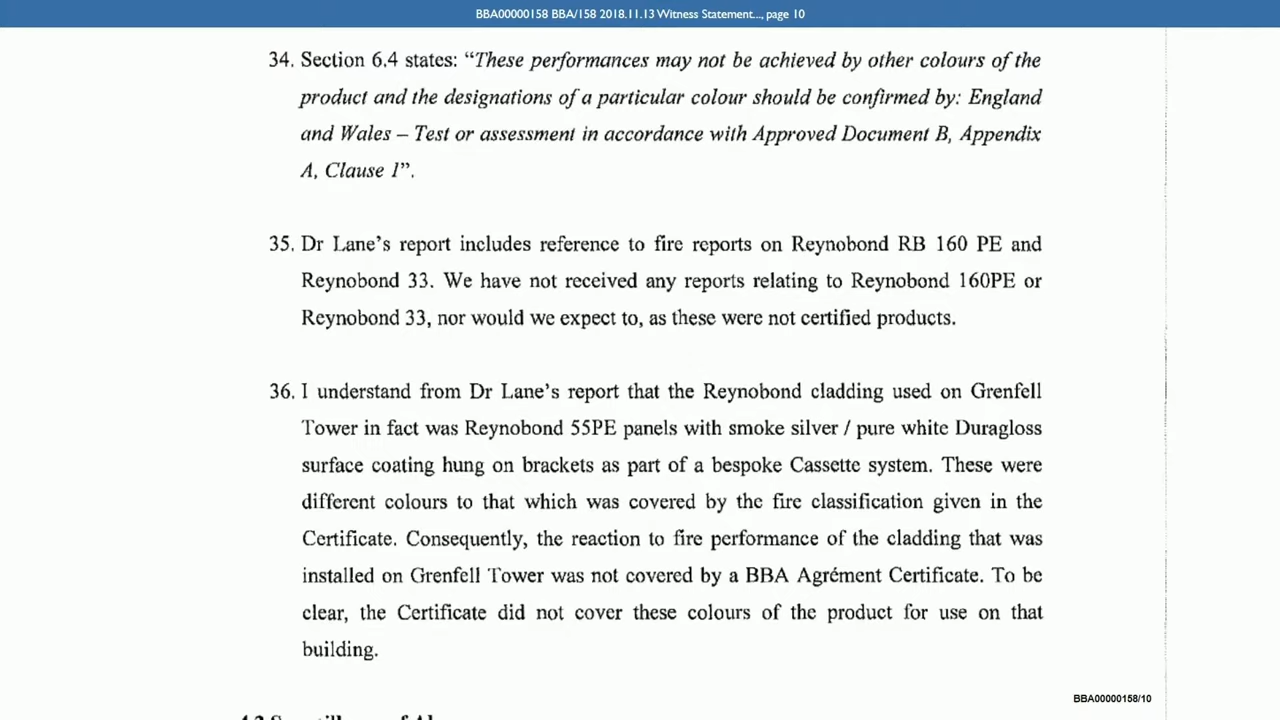 BBA00000158 BBA/158 2018.11.13 Witness Statement..., page 10
34. Section 6.4 states: “These performances may not be achieved by other colours of the
product and the designations of a particular colour should be confirmed by: England
and Wales – Test or assessment in accordance with Approved Document B, Appendix
A, Clause 1”.
35. Dr Lane’s report includes reference to fire reports on Reynobond RB 160 PE and
Reynobond 33. We have not received any reports relating to Reynobond 160PE or
Reynobond 33, nor would we expect to, as these were not certified products.
36. I understand from Dr Lane’s report that the Reynobond cladding used on Grenfell
Tower in fact was Reynobond 55PE panels with smoke silver / pure white Duragloss
surface coating hung on brackets as part of a bespoke Cassette system. These were
different colours to that which was covered by the fire classification given in the
Certificate. Consequently, the reaction to fire performance of the cladding that was
installed on Grenfell Tower was not covered by a BBA Agrément Certificate. To be
clear, the Certificate did not cover these colours of the product for use on that
building.
BBA00000158/10